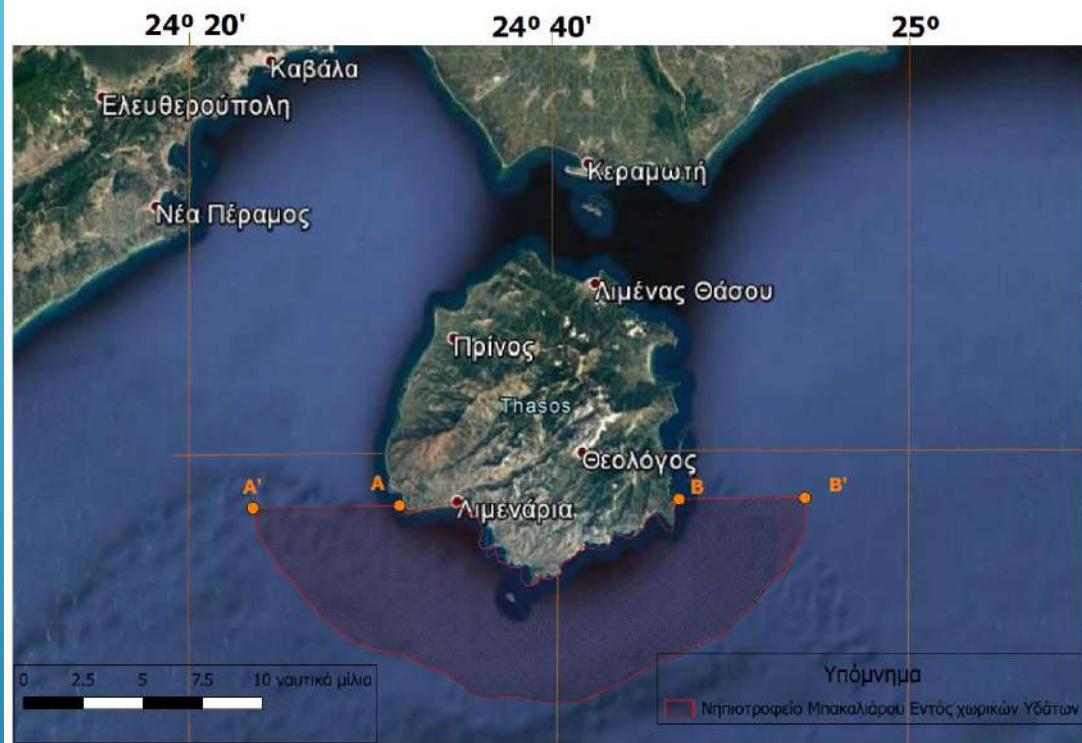 24º 20' 24º 40' 25º
Καβάλα
Ελευθερούπολη
Κεραμωτή
Νέα Πέραμος
Λιμένας Θάσου
Πρίνος
Thasos
Θεολόγος
A' A B B'
Λιμενάρια
0 2.5 5 7.5 10 ναυτικά μίλια
Υπόμνημα
Νηπιοτροφείο Μπακαλιάρου Εντός χωρικών Υδάτων